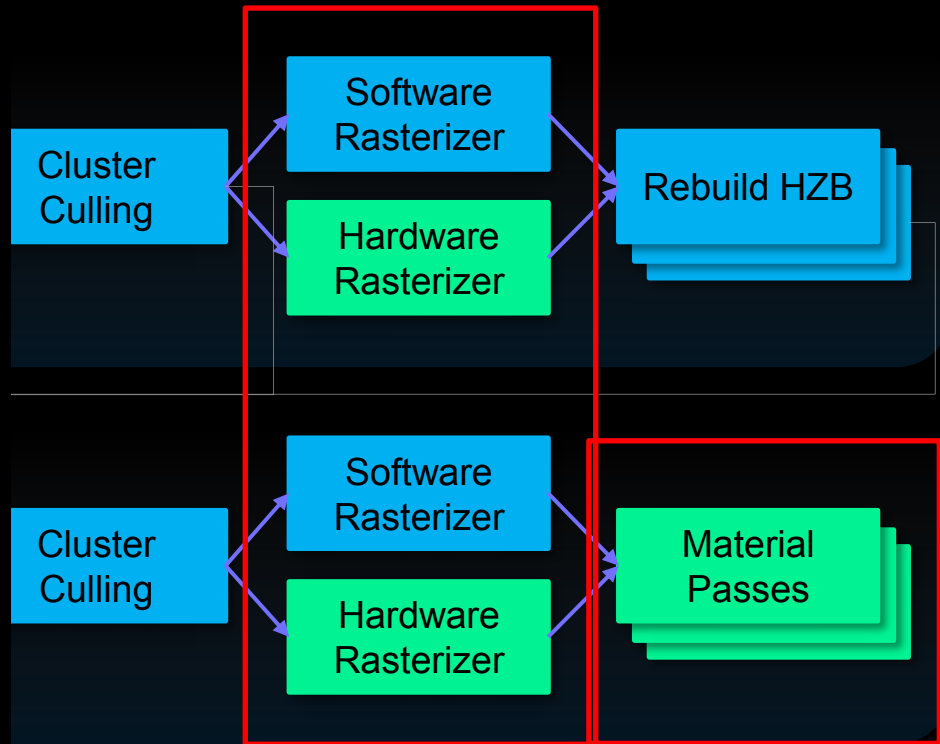 Software
Rasterizer
Cluster
Culling
Rebuild HZB
Hardware
Rasterizer
Software
Rasterizer
Cluster
Culling
Material
Passes
Hardware
Rasterizer